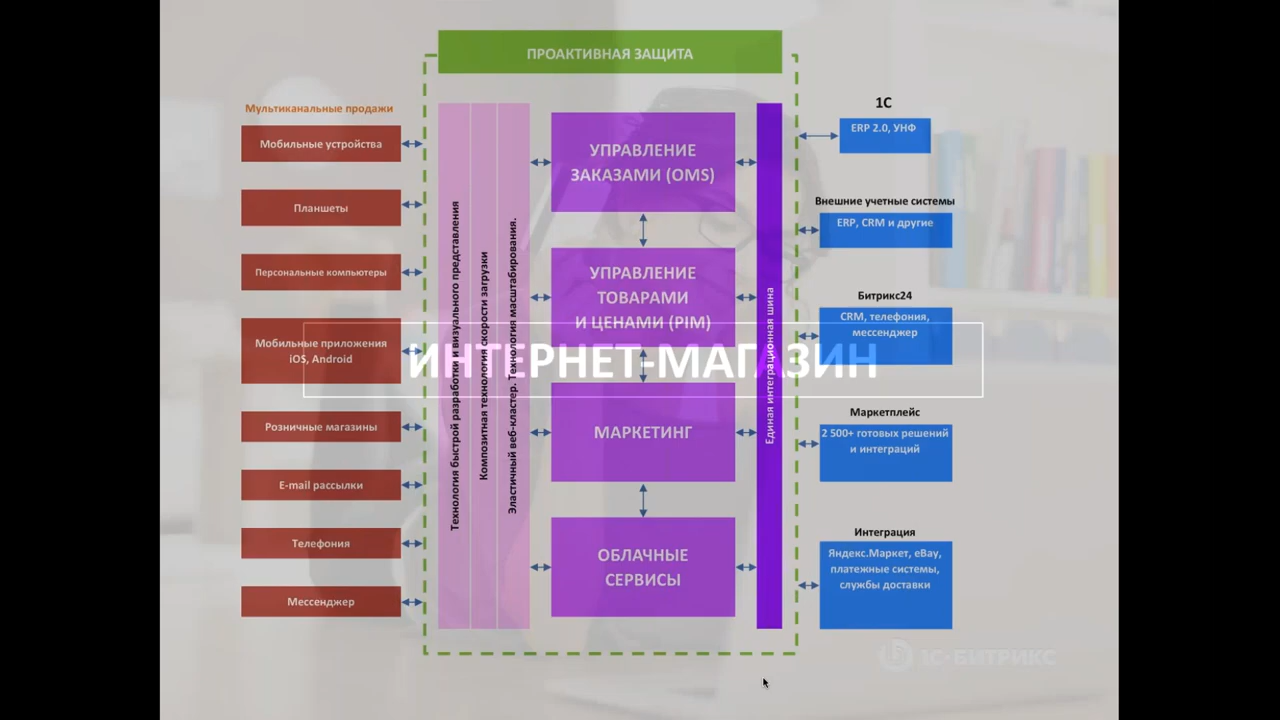 ПРОАКТИВНАЯ ЗАЩИТА
Мультиканальные продажи
Мобильные устройства
Планшеты
Персональные компьютеры
Мобильные приложения
iOS, Android
Розничные магазины
E-mail рассылки
Телефония
Мессенджер
Технология быстрой разработки и визуального представления
Композитная технология скорости загрузки
Эластичный веб-кластер. Технология масштабирования.
УПРАВЛЕНИЕ
ЗАКАЗАМИ (OMS)
УПРАВЛЕНИЕ
ТОВАРАМИ
И ЦЕНАМИ (PIM)
ИНТЕРНЕТ-МАГАЗИН
МАРКЕТИНГ
ОБЛАЧНЫЕ
СЕРВИСЫ
Единая интеграционная шина
1С
ERP 2.0, УНФ
Внешние учетные системы
ERP, CRM и другие
Битрикс24
CRM, телефония,
мессенджер
Маркетплейс
2 500+ готовых решений
и интеграций
Интеграция
Яндекс.Маркет, eBay,
платежные системы,
службы доставки
1С-БИТРИКС